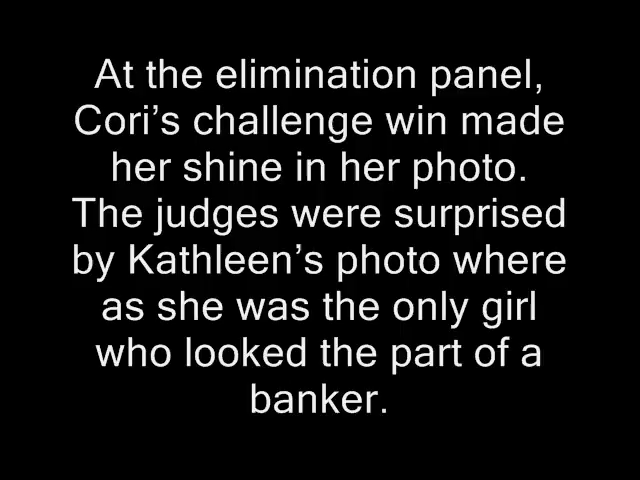 At the elimination panel,
Cori’s challenge win made
her shine in her photo.
The judges were surprised
by Kathleen’s photo where
as she was the only girl
who looked the part of a
banker.